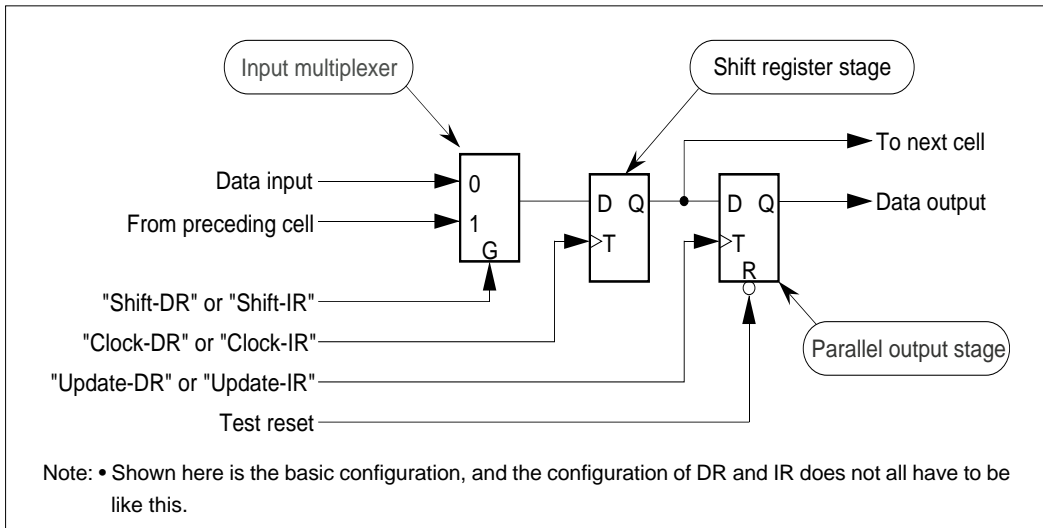 Input multiplexer
Shift register stage
To next cell
Data input
0
D Q
D Q
Data output
From preceding cell
1
T
T
G
R
"Shift-DR" or "Shift-IR"
"Clock-DR" or "Clock-IR"
Parallel output stage
"Update-DR" or "Update-IR"
Test reset
Note: • Shown here is the basic configuration, and the configuration of DR and IR does not all have to be
like this.